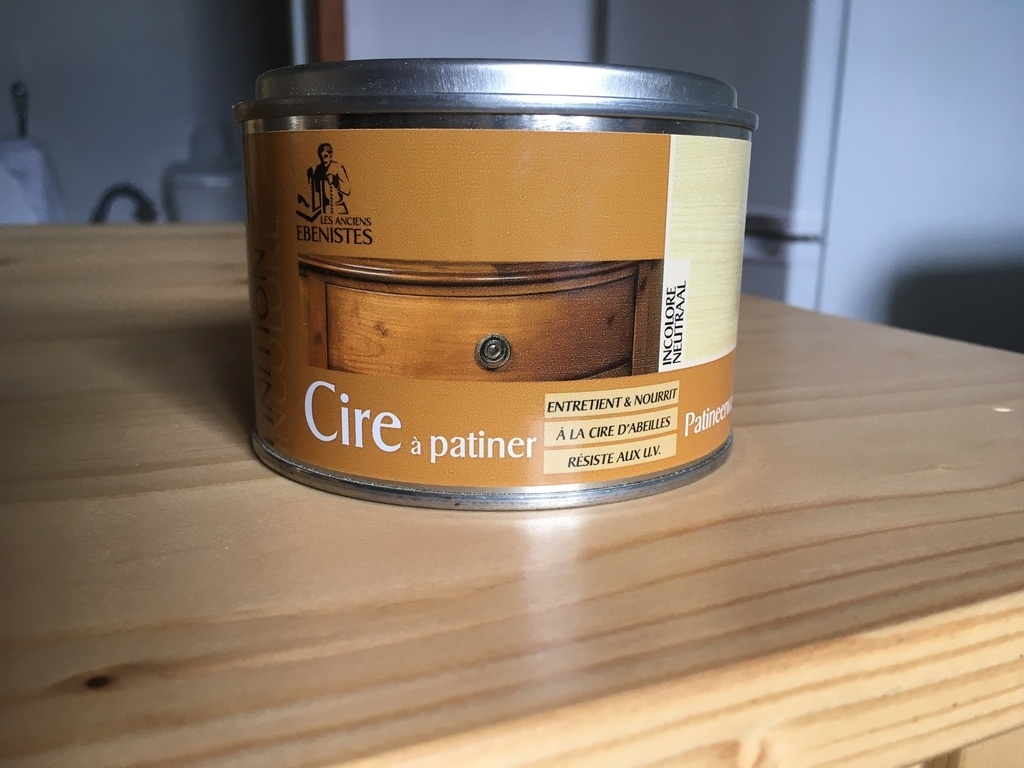 LES ANCIENS
EBENISTES
INCOLORE
NEUTRAAL
Cire à patiner
ENTRETIENT & NOURRIT
À LA CIRE D'ABEILLES
RÉSISTE AUX U.V.